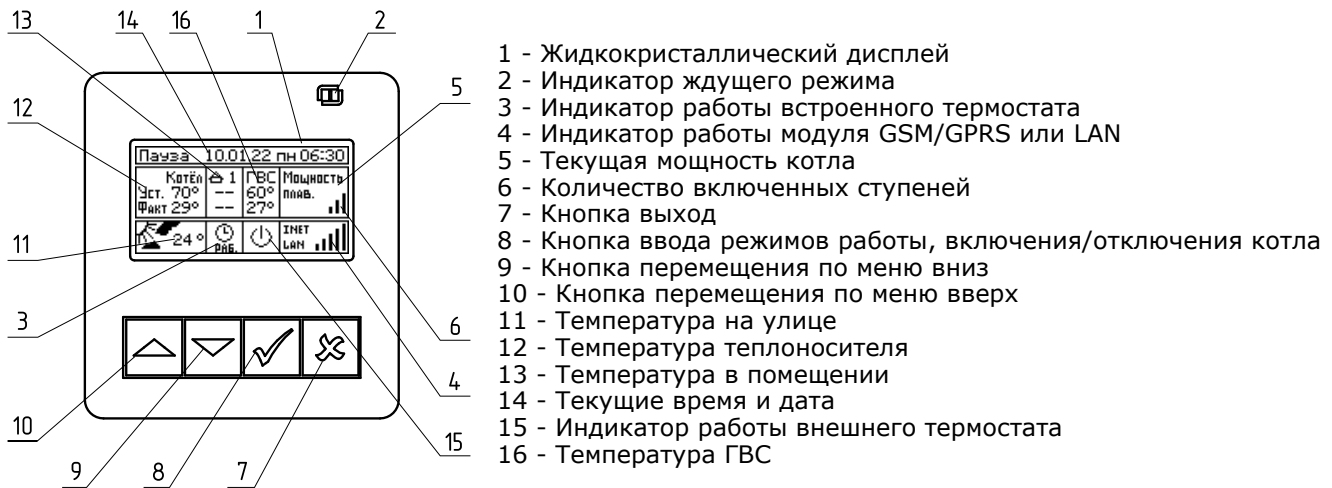 13 14 16 1 2
12 5
11
3 6
4
10 15
9 8 7
Пауза 10.01.22 пн 06:30
Котёл 1 ГВС Мощность
Уст. 70° -- 60° плав.
Факт 29° -- 27°
24° РАБ. INET
LAN
1 - Жидкокристаллический дисплей
2 - Индикатор ждущего режима
3 - Индикатор работы встроенного термостата
4 - Индикатор работы модуля GSM/GPRS или LAN
5 - Текущая мощность котла
6 - Количество включенных ступеней
7 - Кнопка выход
8 - Кнопка ввода режимов работы, включения/отключения котла
9 - Кнопка перемещения по меню вниз
10 - Кнопка перемещения по меню вверх
11 - Температура на улице
12 - Температура теплоносителя
13 - Температура в помещении
14 - Текущие время и дата
15 - Индикатор работы внешнего термостата
16 - Температура ГВС